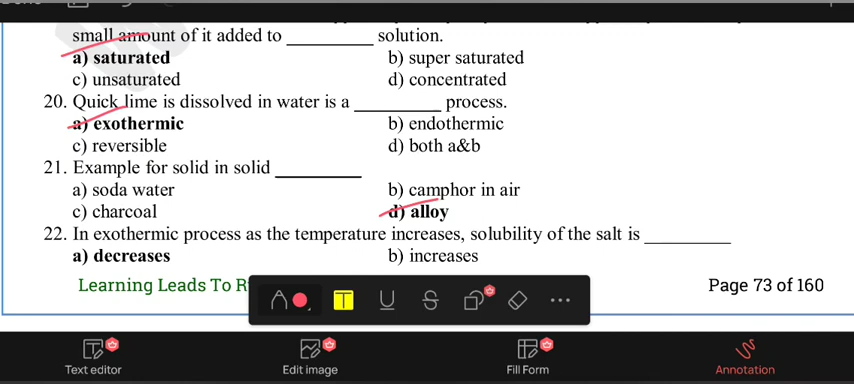 small amount of it added to __________ solution.
a) saturated b) super saturated
c) unsaturated d) concentrated
20. Quick lime is dissolved in water is a __________ process.
a) exothermic b) endothermic
c) reversible d) both a&b
21. Example for solid in solid __________
a) soda water b) camphor in air
c) charcoal d) alloy
22. In exothermic process as the temperature increases, solubility of the salt is __________
a) decreases b) increases
Learning Leads To R Page 73 of 160
T U S
Text editor Edit image Fill Form Annotation